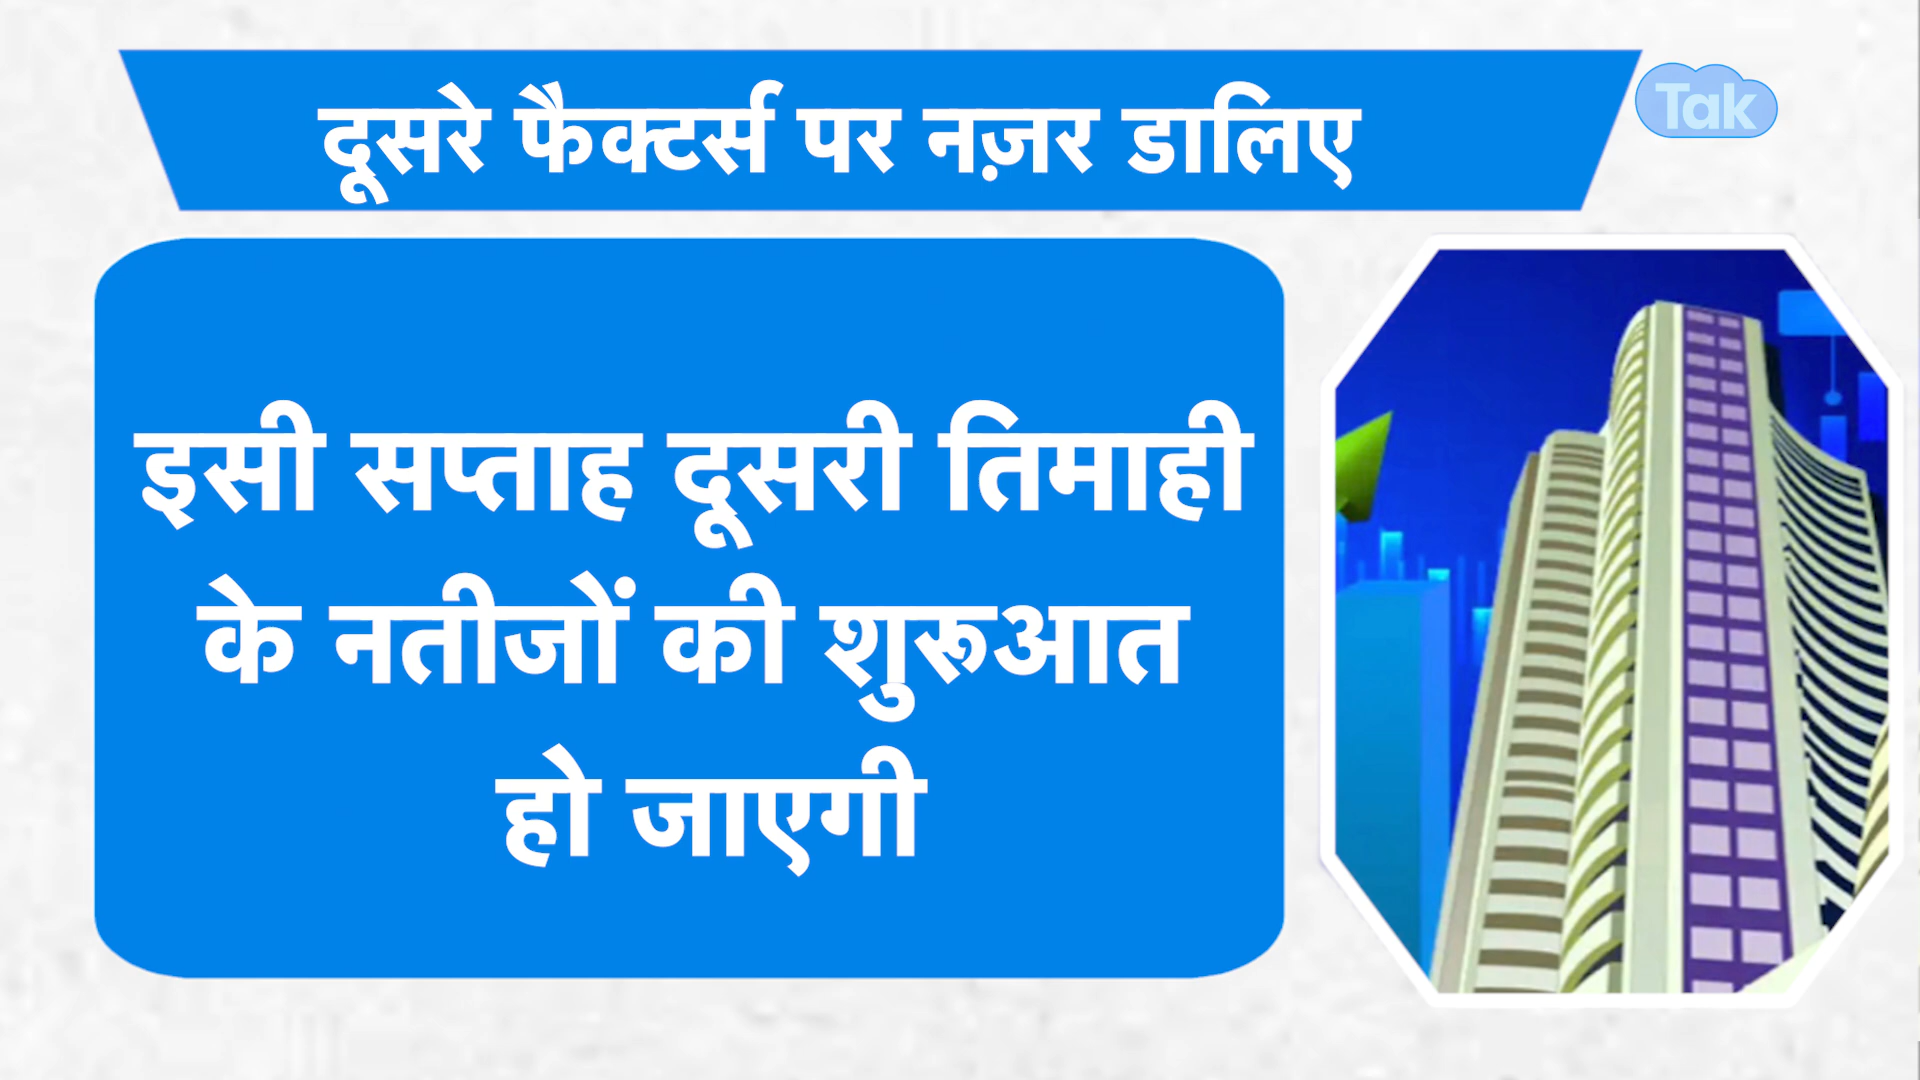 दूसरे फैक्टर्स पर नज़र डालिए
Tak
इसी सप्ताह दूसरी तिमाही
के नतीजों की शुरूआत
हो जाएगी